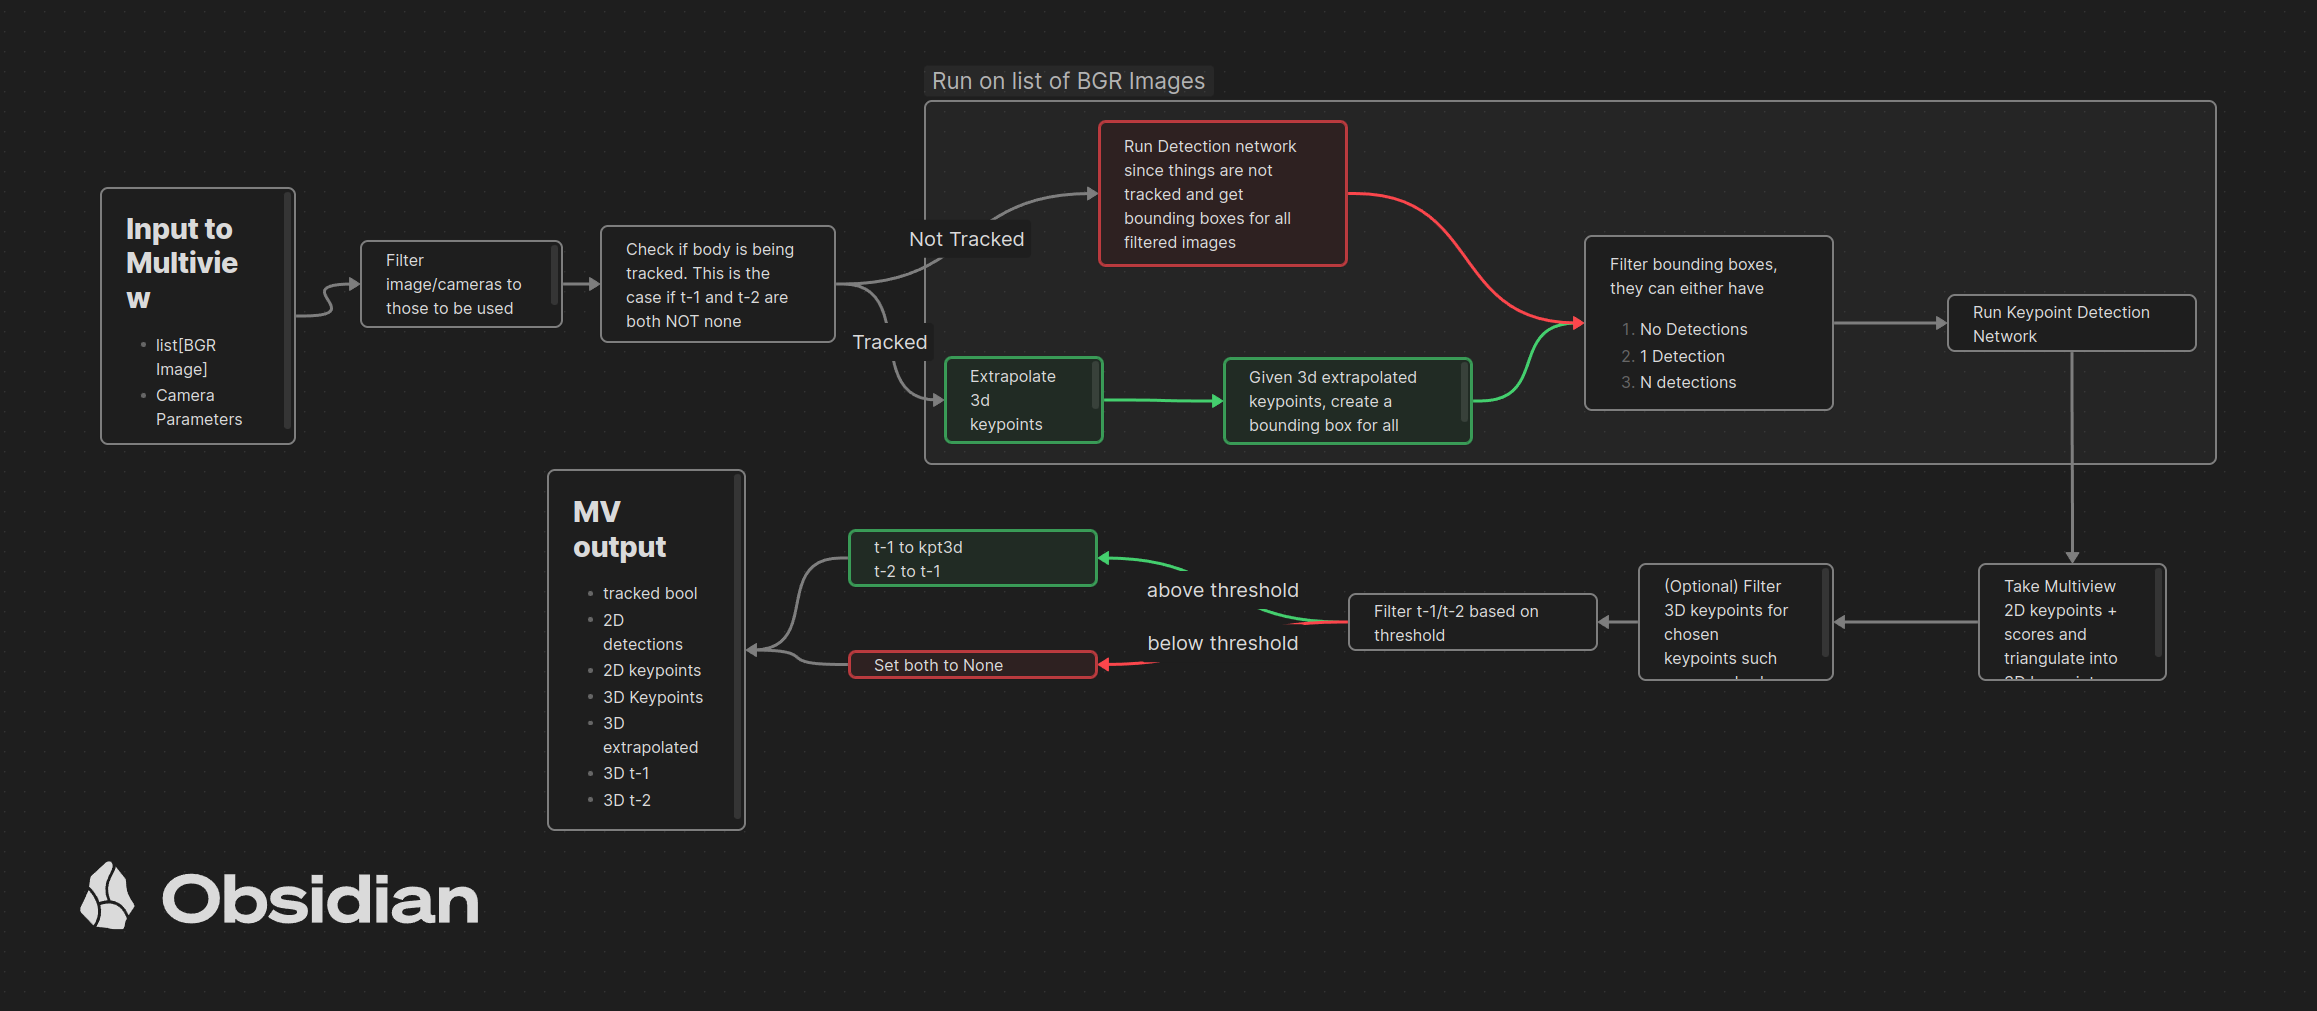 Run on list of BGR Images
Input to
Multivie
w
list[BGR
Image]
Camera
Parameters
Filter
image/cameras to
those to be used
Check if body is being
tracked. This is the
case if t-1 and t-2 are
both NOT none
Not Tracked
Tracked
Run Detection network
since things are not
tracked and get
bounding boxes for all
filtered images
Extrapolate
3d
keypoints
Given 3d extrapolated
keypoints, create a
bounding box for all
Filter bounding boxes,
they can either have
1. No Detections
2. 1 Detection
3. N detections
Run Keypoint Detection
Network
Take Multiview
2D keypoints +
scores and
triangulate into
(Optional) Filter
3D keypoints for
chosen
keypoints such
Filter t-1/t-2 based on
threshold
above threshold
below threshold
t-1 to kpt3d
t-2 to t-1
Set both to None
MV
output
tracked bool
2D
detections
2D keypoints
3D Keypoints
3D
extrapolated
3D t-1
3D t-2
Obsidian